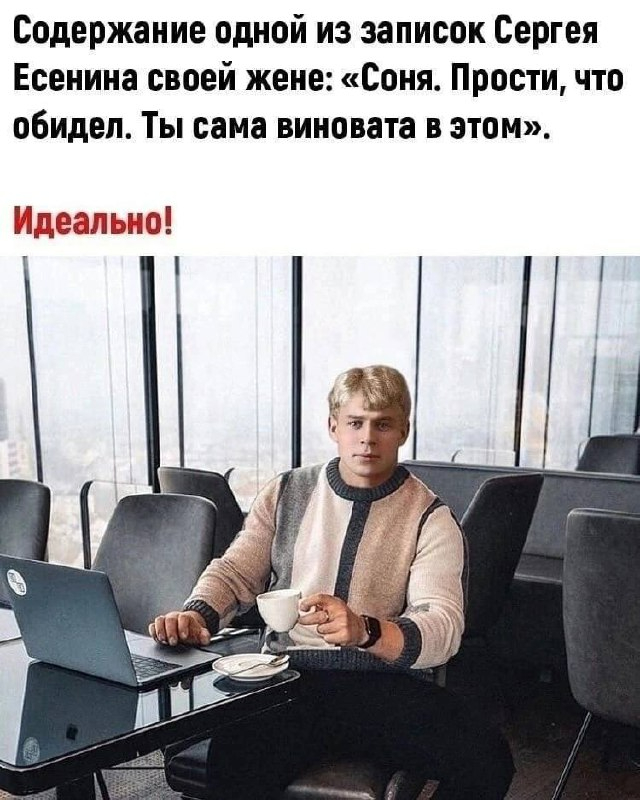 Содержание одной из записок Сергея
Есенина своей жене: «Соня. Прости, что
обидел. Ты сама виновата в этом».
Идеально!